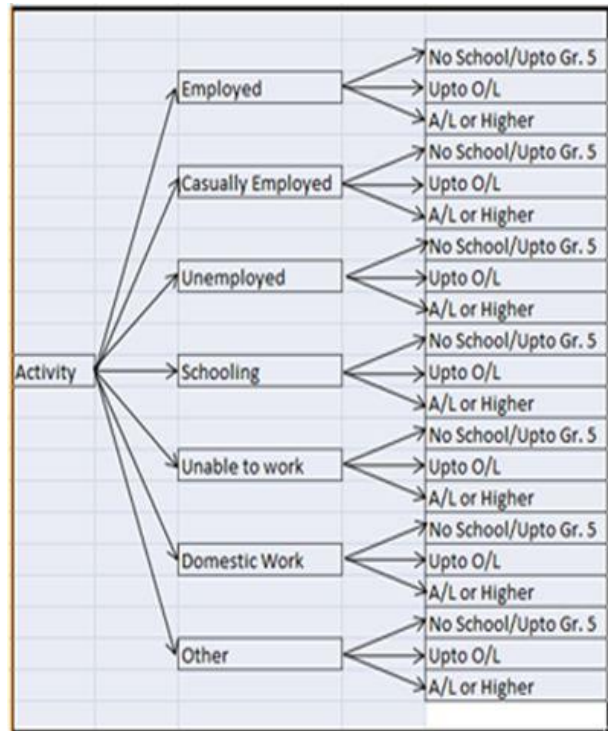 No School/Upto Gr. 5
Employed
Upto O/L
A/L or Higher
No School/Upto Gr. 5
Casually Employed
Upto O/L
A/L or Higher
No School/Upto Gr. 5
Unemployed
Upto O/L
A/L or Higher
No School/Upto Gr. 5
Activity
Schooling
Upto O/L
A/L or Higher
No School/Upto Gr. 5
Unable to work
Upto O/L
A/L or Higher
No School/Upto Gr. 5
Domestic Work
Upto O/L
A/L or Higher
No School/Upto Gr. 5
Other
Upto O/L
A/L or Higher